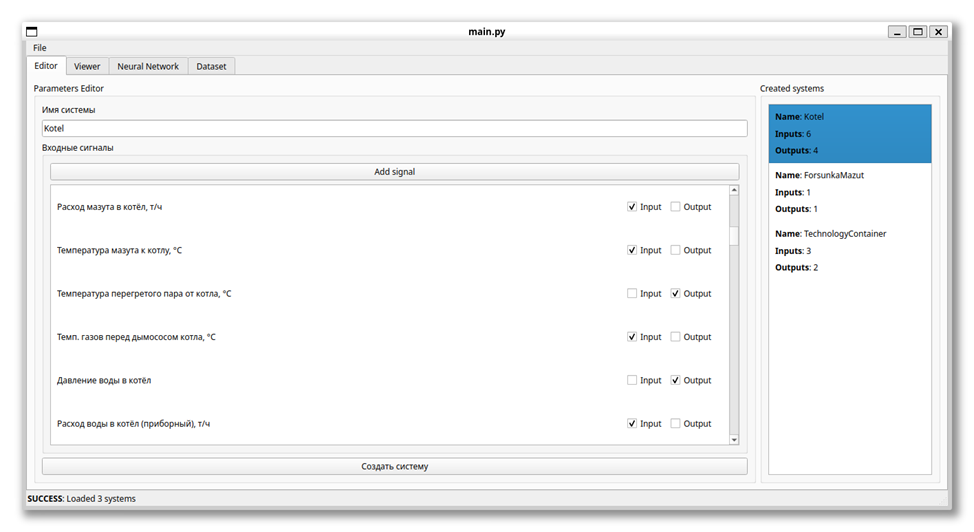 main.py
File
Editor Viewer Neural Network Dataset
Parameters Editor
Имя системы
Kotel
Входные сигналы
Add signal
Расход мазута в котёл, т/ч Input Output
Температура мазута к котлу, °C Input Output
Температура перегретого пара от котла, °C Input Output
Темп. газов перед дымососом котла, °C Input Output
Давление воды в котёл Input Output
Расход воды в котёл (приборный), т/ч Input Output
Создать систему
Created systems
Name: Kotel
Inputs: 6
Outputs: 4
Name: ForsunkaMazut
Inputs: 1
Outputs: 1
Name: TechnologyContainer
Inputs: 3
Outputs: 2
SUCCESS: Loaded 3 systems